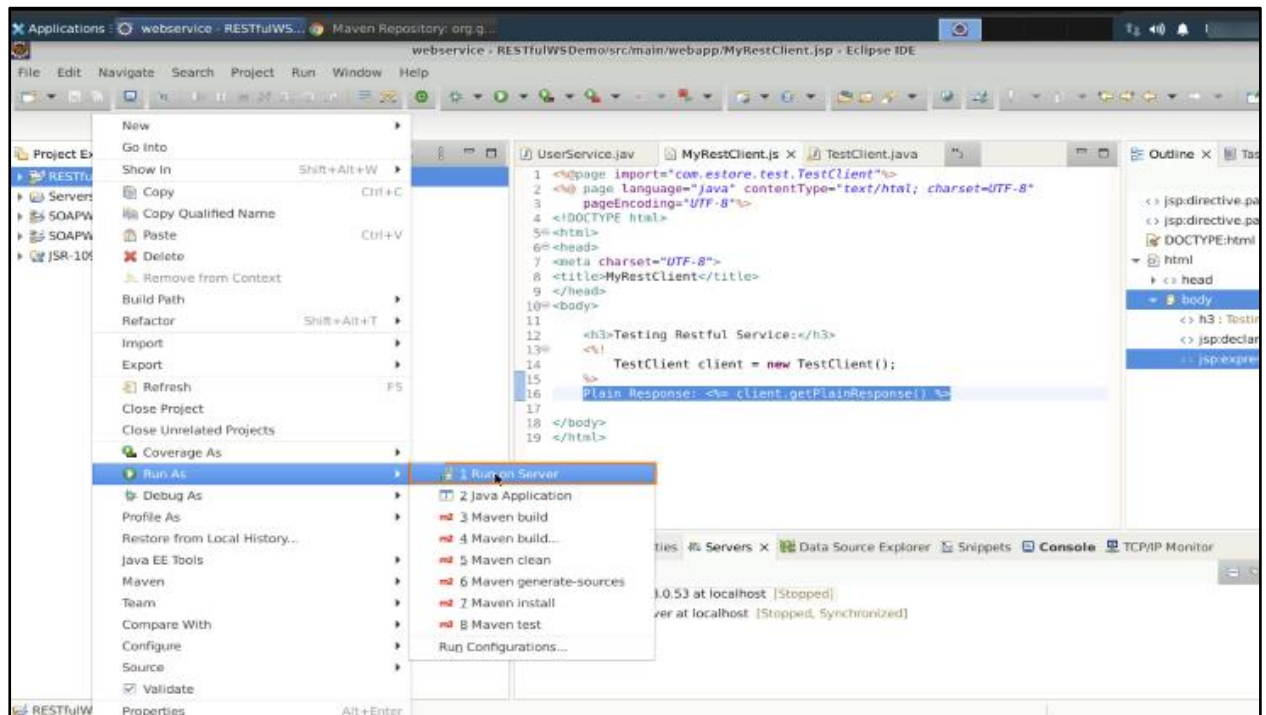 Applications webservice - RESTfulWS... Maven Repository: org.g...
webservice - RESTfulWSDemo/src/main/webapp/MyRestClient.jsp - Eclipse IDE
File Edit Navigate Search Project Run Window Help
Project Ex
RESTfu
Servers
SOAPW
SOAPW
JSR-109
New
Go Into
Show In Shift+Alt+W
Copy Ctrl+C
Copy Qualified Name
Paste Ctrl+V
Delete
Remove from Context
Build Path
Refactor Shift+Alt+T
Import
Export
Refresh F5
Close Project
Close Unrelated Projects
Coverage As
Run As
Debug As
Profile As
Restore from Local History...
Java EE Tools
Maven
Team
Compare With
Configure
Source
Validate
Properties Alt+Enter
1 Run on Server
2 Java Application
3 Maven build
4 Maven build...
5 Maven clean
6 Maven generate-sources
7 Maven install
8 Maven test
Run Configurations...
UserService.jav MyRestClient.js TestClient.java
1 <%@page import="com.estore.test.TestClient"%>
2 <%@ page language="java" contentType="text/html; charset=UTF-8"
3 pageEncoding="UTF-8"%>
4 <!DOCTYPE html>
5 <html>
6 <head>
7 <meta charset="UTF-8">
8 <title>MyRestClient</title>
9 </head>
10 <body>
11
12 <h3>Testing Restful Service:</h3>
13 <%!
14 TestClient client = new TestClient();
15 %>
16 Plain Response: <%= client.getPlainResponse() %>
17
18 </body>
19 </html>
Outline Tas
jsp:directive.pa
jsp:directive.pa
DOCTYPE:html
html
head
body
h3 : Testin
jsp:declar
jsp:expre
ties Servers Data Source Explorer Snippets Console TCP/IP Monitor
.0.53 at localhost [Stopped]
ver at localhost [Stopped, Synchronized]
RESTfulW